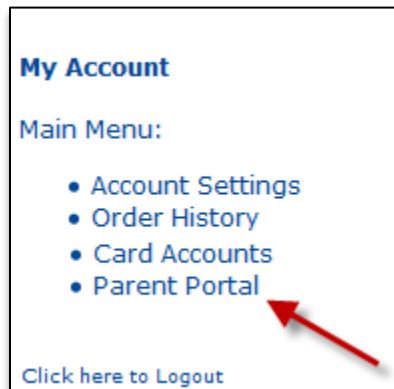 My Account
Main Menu:
• Account Settings
• Order History
• Card Accounts
• Parent Portal
Click here to Logout